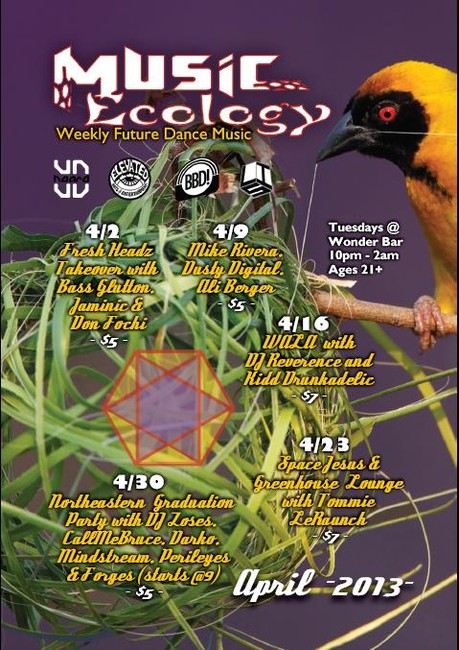 MUSIC
Ecology
Weekly Future Dance Music
ELEVATED
BBD!
Tuesdays @
Wonder Bar
10pm - 2am
Ages 21+
4/2
Fresh Headz
Takeover with
Bass Glutton,
Jaminic &
Don Fochi
- $5 -
4/9
Mike Rivera,
Dusty Digital,
Ali Berger
- $5 -
4/16
WALA with
DJ Reverence and
Kidd Drunkadelic
- $7 -
4/23
Space Jesus &
Greenhouse Lounge
with Tommie
LeRaunch
- $7 -
4/30
Northeastern Graduation
Party with DJ Loses,
CallMeBruce, Darko,
Mindstream, Perileyes
& Forges (starts @9)
- $5 -
April -2013-